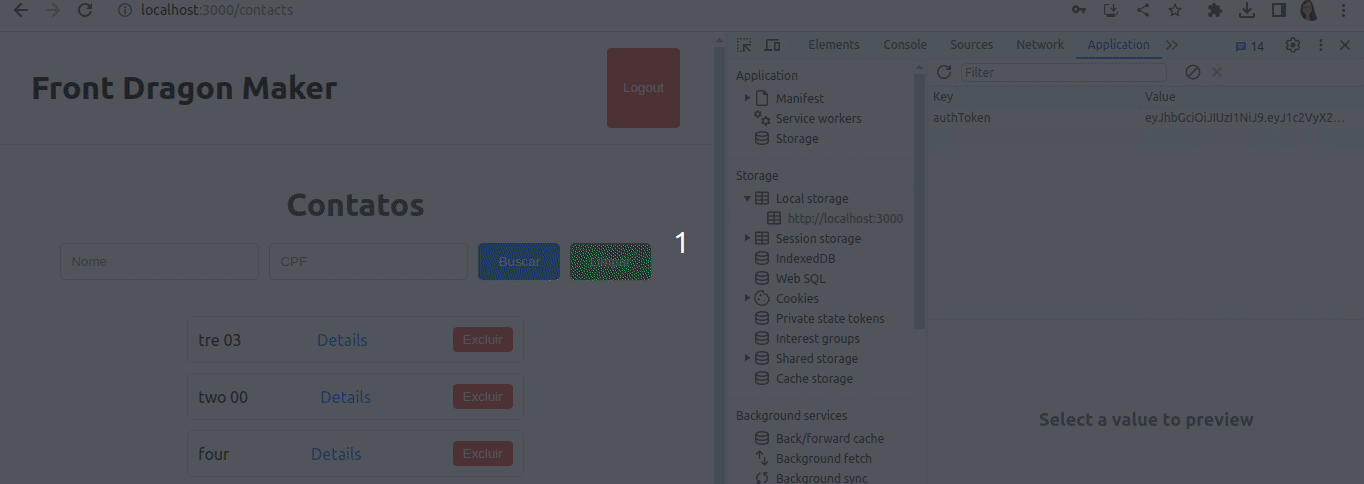 localhost:3000/contacts
Front Dragon Maker
Logout
Contatos
Nome
CPF
Buscar
1
tre 03 Details Excluir
two 00 Details Excluir
four Details Excluir
Elements Console Sources Network Application 14
Application
Manifest
Service workers
Storage
Storage
Local storage
http://localhost:3000
Session storage
IndexedDB
Web SQL
Cookies
Private state tokens
Interest groups
Shared storage
Cache storage
Background services
Back/forward cache
Background fetch
Background sync
Filter
Key Value
authToken eyJhbGciOiJIUzI1NiJ9.eyJ1c2VyX2...
Select a value to preview